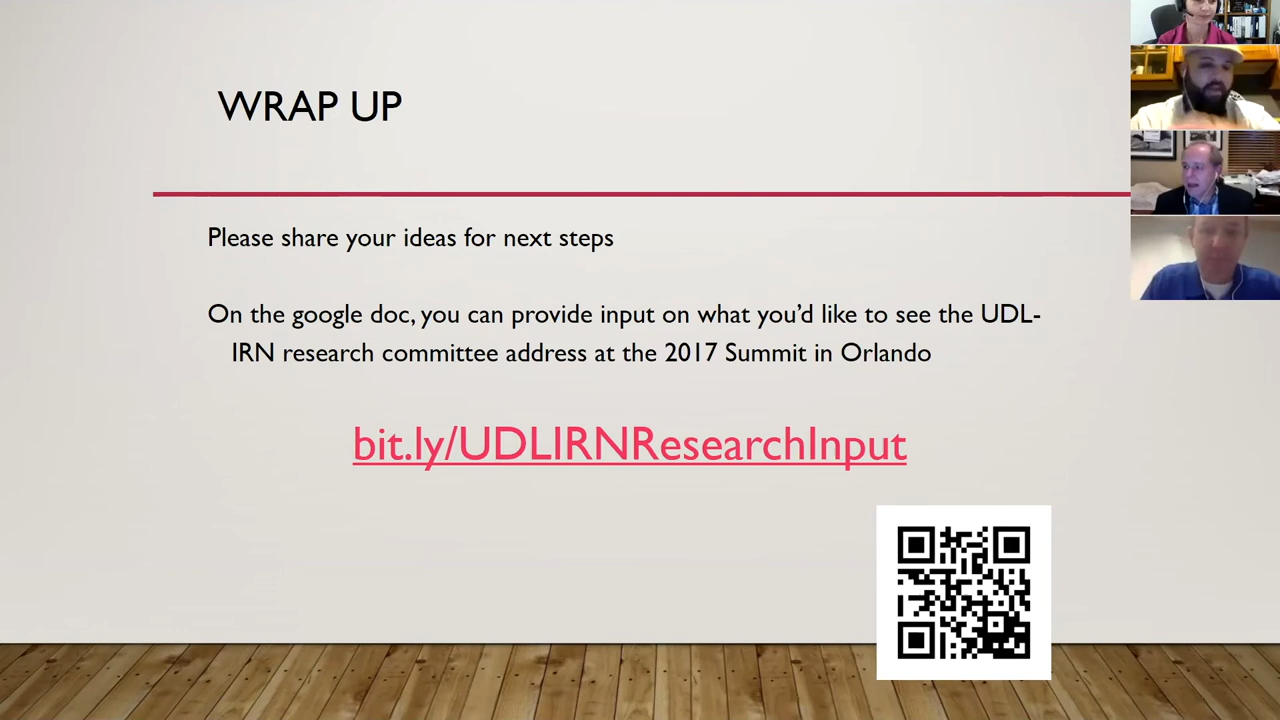 WRAP UP
Please share your ideas for next steps
On the google doc, you can provide input on what you’d like to see the UDL-
IRN research committee address at the 2017 Summit in Orlando
bit.ly/UDLIRNResearchInput